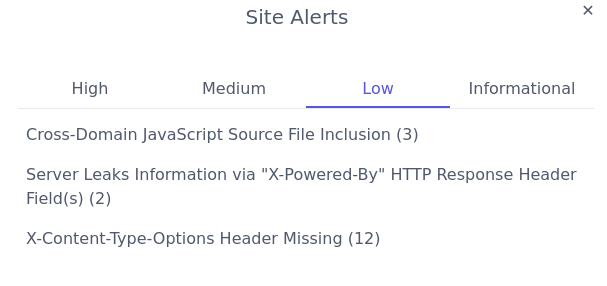 Site Alerts
×
High Medium Low Informational
Cross-Domain JavaScript Source File Inclusion (3)
Server Leaks Information via "X-Powered-By" HTTP Response Header
Field(s) (2)
X-Content-Type-Options Header Missing (12)